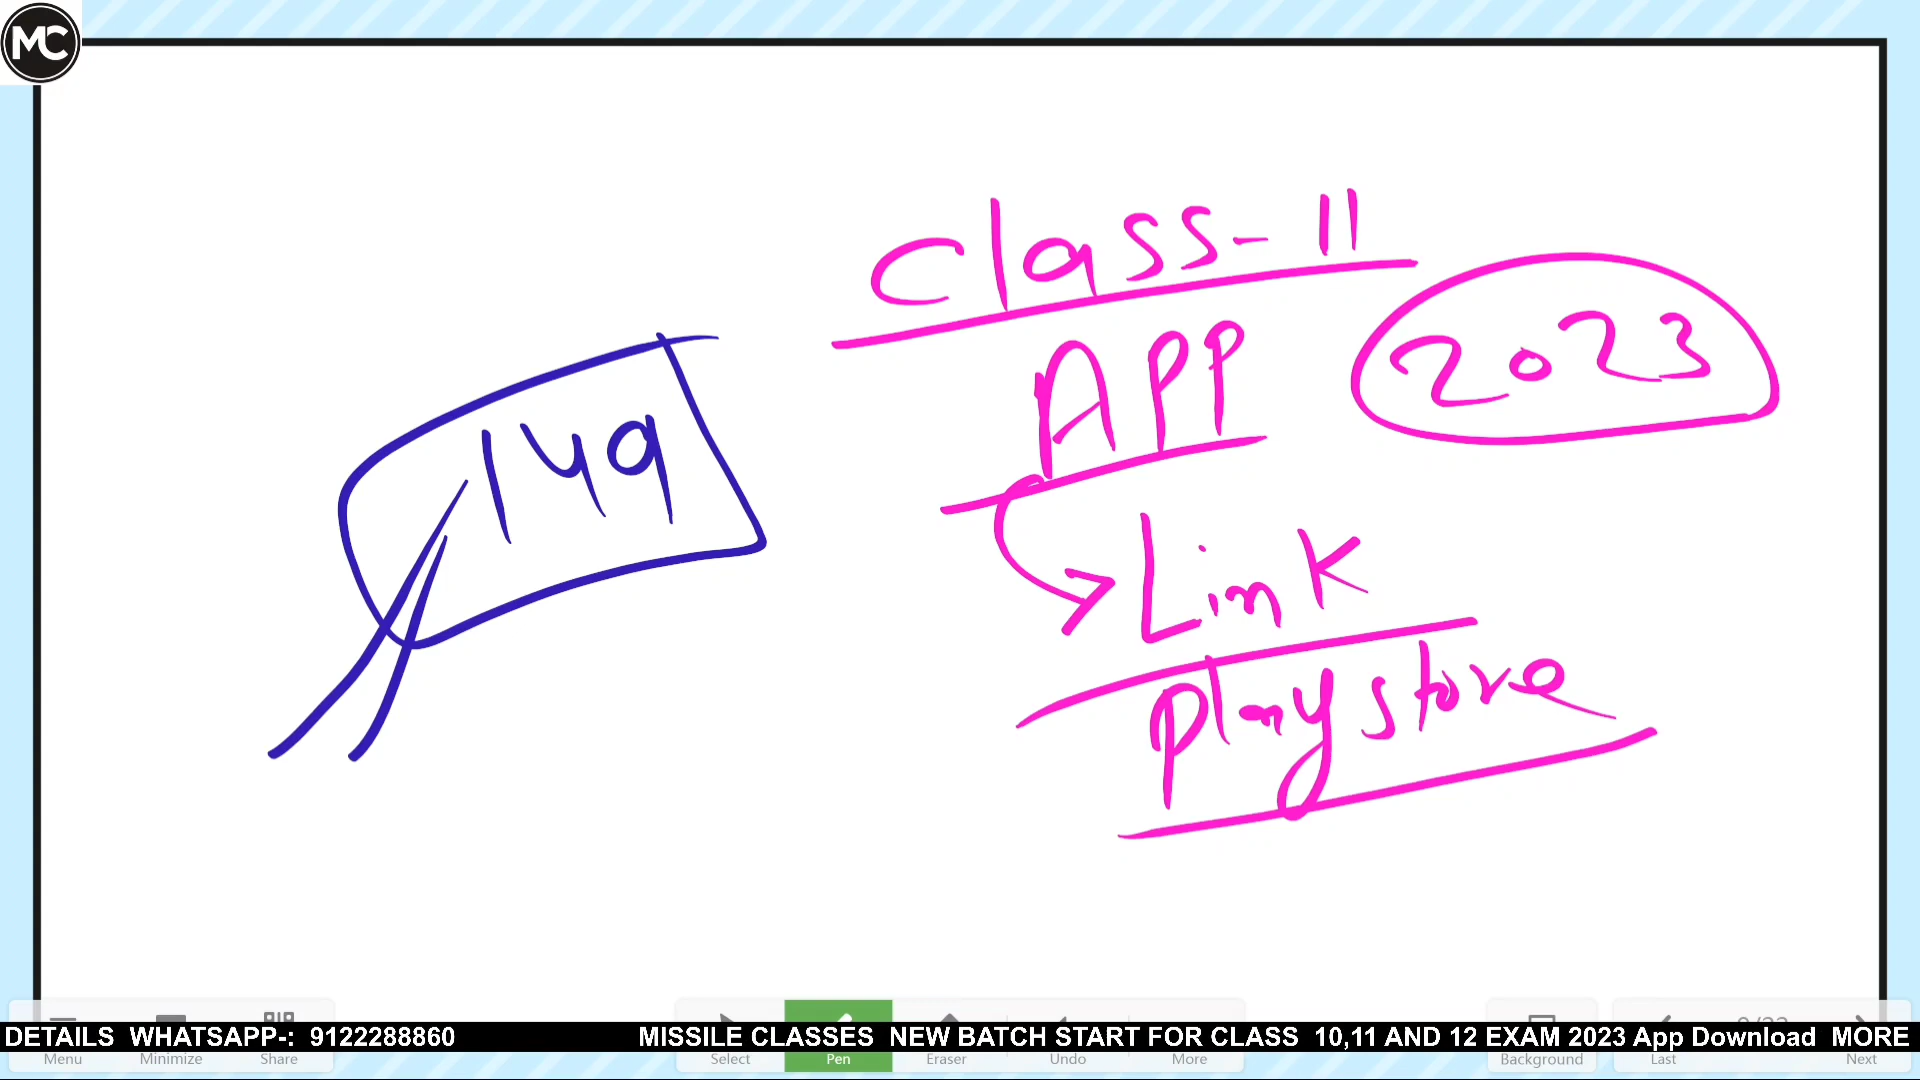 MC
Class-11
APP
2023
149
Link
playstore
DETAILS WHATSAPP-: 9122288860 MISSILE CLASSES NEW BATCH START FOR CLASS 10,11 AND 12 EXAM 2023 App Download MORE
Menu Minimize Share Select Pen Eraser Undo More Background Last Next